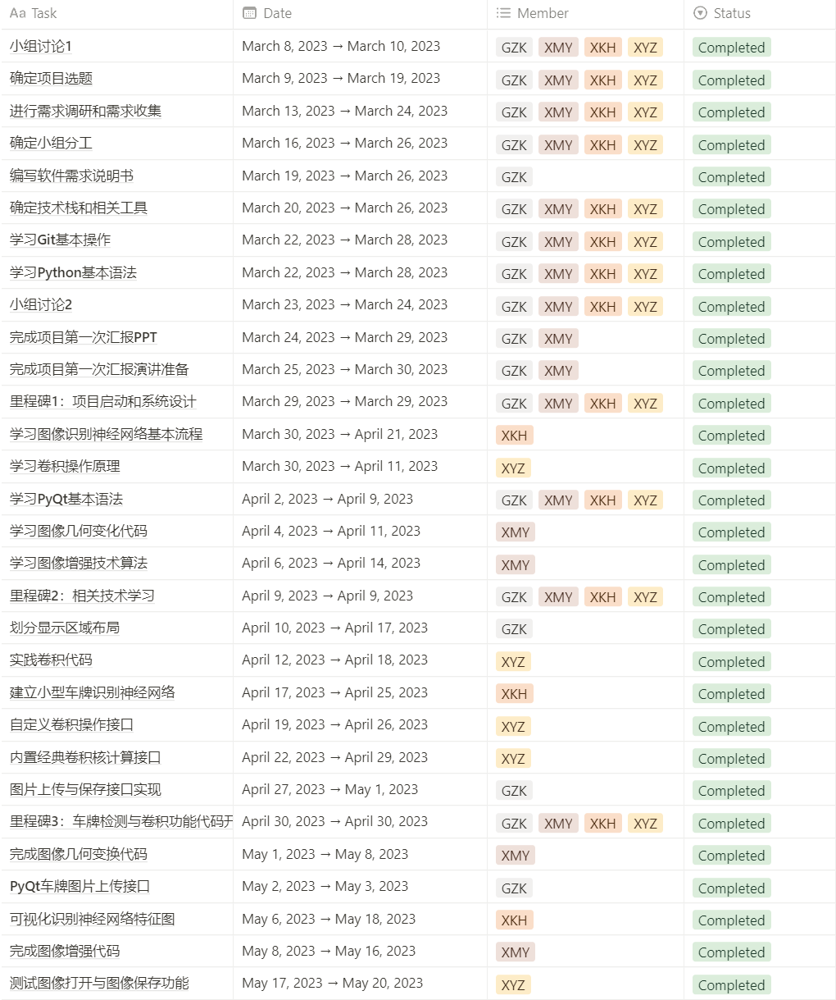 Aa Task Date Member Status
小组讨论1 March 8, 2023 → March 10, 2023 GZK XMY XKH XYZ Completed
确定项目选题 March 9, 2023 → March 19, 2023 GZK XMY XKH XYZ Completed
进行需求调研和需求收集 March 13, 2023 → March 24, 2023 GZK XMY XKH XYZ Completed
确定小组分工 March 16, 2023 → March 26, 2023 GZK XMY XKH XYZ Completed
编写软件需求说明书 March 19, 2023 → March 26, 2023 GZK Completed
确定技术栈和相关工具 March 20, 2023 → March 26, 2023 GZK XMY XKH XYZ Completed
学习Git基本操作 March 22, 2023 → March 28, 2023 GZK XMY XKH XYZ Completed
学习Python基本语法 March 22, 2023 → March 28, 2023 GZK XMY XKH XYZ Completed
小组讨论2 March 23, 2023 → March 24, 2023 GZK XMY XKH XYZ Completed
完成项目第一次汇报PPT March 24, 2023 → March 29, 2023 GZK XMY Completed
完成项目第一次汇报演讲准备 March 25, 2023 → March 30, 2023 GZK XMY Completed
里程碑1：项目启动和系统设计 March 29, 2023 → March 29, 2023 GZK XMY XKH XYZ Completed
学习图像识别神经网络基本流程 March 30, 2023 → April 21, 2023 XKH Completed
学习卷积操作原理 March 30, 2023 → April 11, 2023 XYZ Completed
学习PyQt基本语法 April 2, 2023 → April 9, 2023 GZK XMY XKH XYZ Completed
学习图像几何变化代码 April 4, 2023 → April 11, 2023 XMY Completed
学习图像增强技术算法 April 6, 2023 → April 14, 2023 XMY Completed
里程碑2：相关技术学习 April 9, 2023 → April 9, 2023 GZK XMY XKH XYZ Completed
划分显示区域布局 April 10, 2023 → April 17, 2023 GZK Completed
实践卷积代码 April 12, 2023 → April 18, 2023 XYZ Completed
建立小型车牌识别神经网络 April 17, 2023 → April 25, 2023 XKH Completed
自定义卷积操作接口 April 19, 2023 → April 26, 2023 XYZ Completed
内置经典卷积核计算接口 April 22, 2023 → April 29, 2023 XYZ Completed
图片上传与保存接口实现 April 27, 2023 → May 1, 2023 GZK Completed
里程碑3：车牌检测与卷积功能代码开 April 30, 2023 → April 30, 2023 GZK XMY XKH XYZ Completed
完成图像几何变换代码 May 1, 2023 → May 8, 2023 XMY Completed
PyQt车牌图片上传接口 May 2, 2023 → May 3, 2023 GZK Completed
可视化识别神经网络特征图 May 6, 2023 → May 18, 2023 XKH Completed
完成图像增强代码 May 8, 2023 → May 16, 2023 XMY Completed
测试图像打开与图像保存功能 May 17, 2023 → May 20, 2023 XYZ Completed